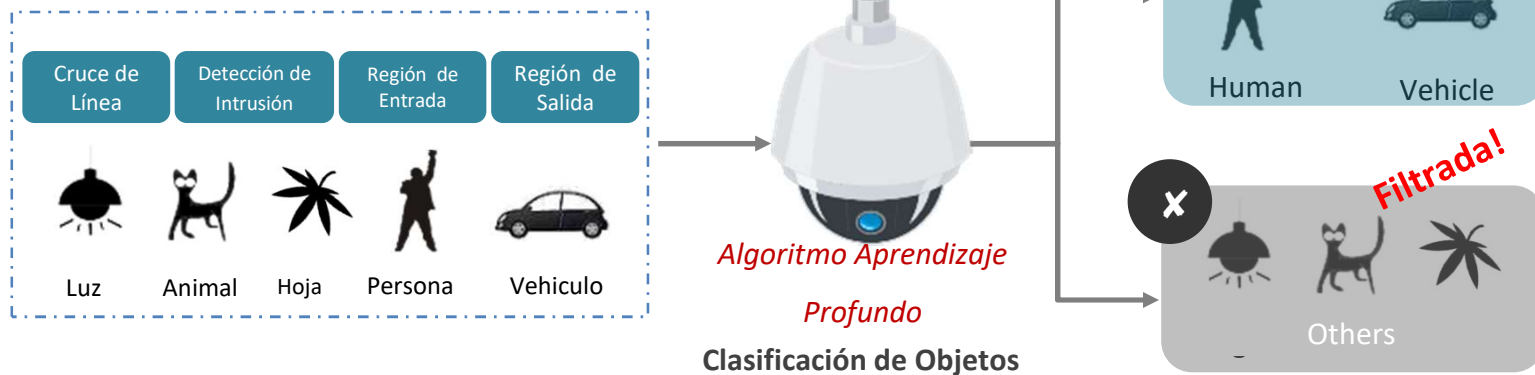 Cruce de
Línea
Detección de
Intrusión
Región de
Entrada
Región de
Salida
Luz
Animal
Hoja
Persona
Vehiculo
Algoritmo Aprendizaje
Profundo
Clasificación de Objetos
Human
Vehicle
Filtrada!
Others